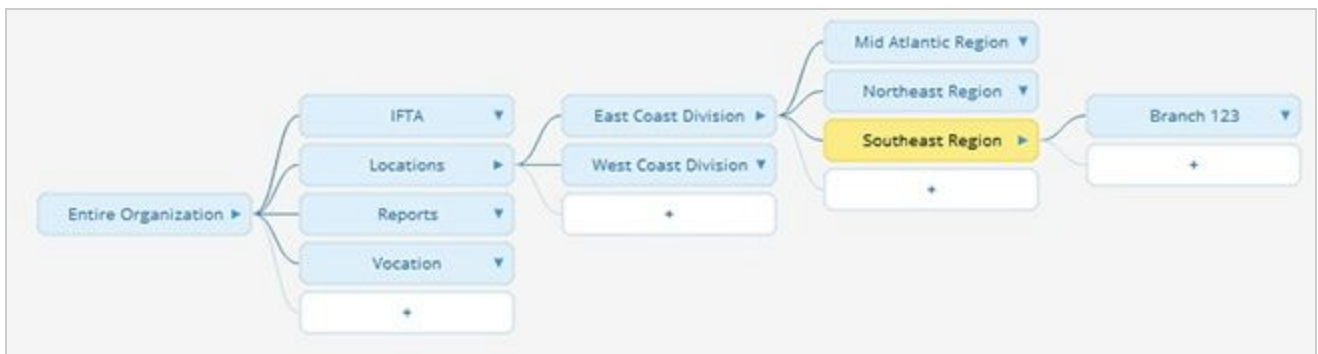 Entire Organization
IFTA
Locations
Reports
Vocation
+
East Coast Division
West Coast Division
+
Mid Atlantic Region
Northeast Region
Southeast Region
+
Branch 123
+